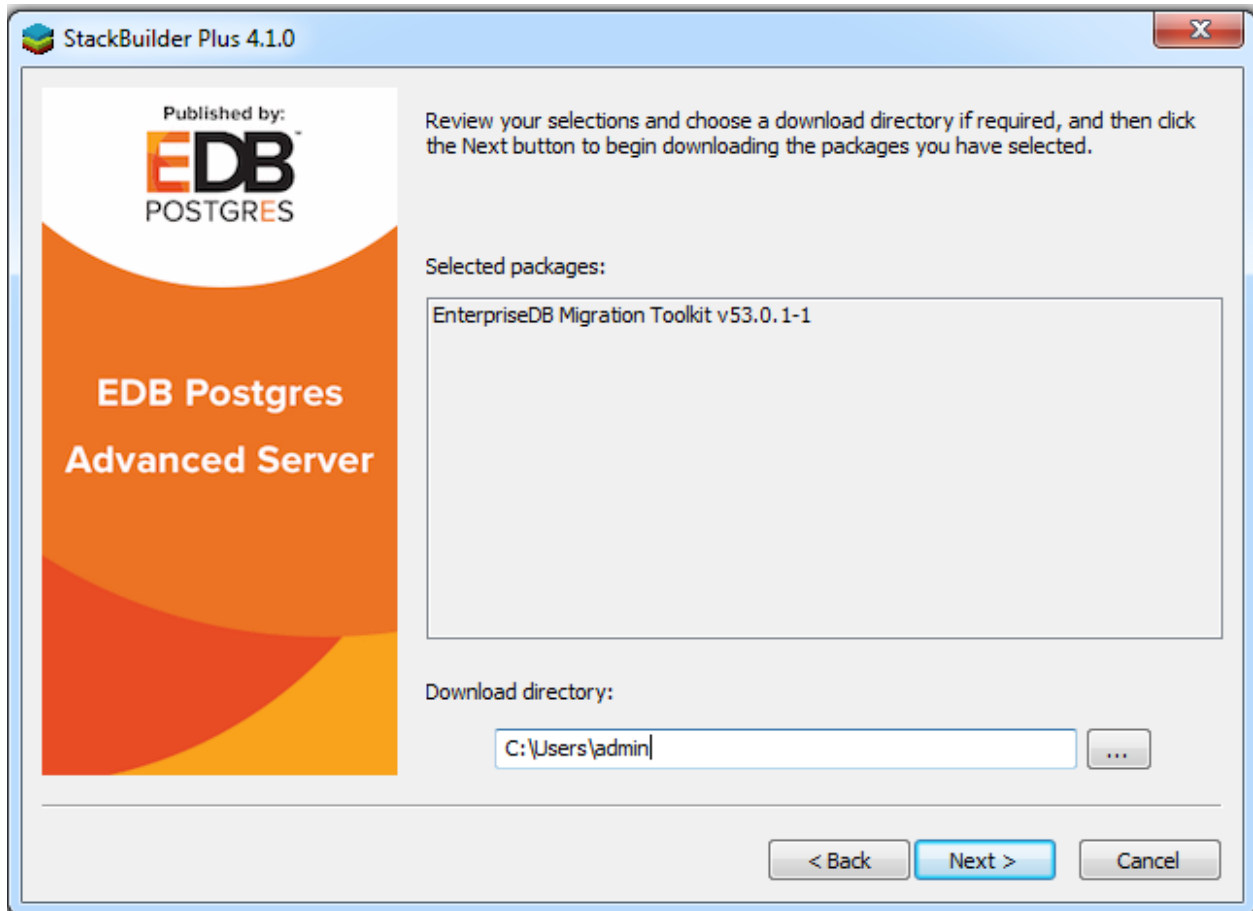 StackBuilder Plus 4.1.0
Published by:
EDB™
POSTGRES
EDB Postgres
Advanced Server
Review your selections and choose a download directory if required, and then click
the Next button to begin downloading the packages you have selected.
Selected packages:
EnterpriseDB Migration Toolkit v53.0.1-1
Download directory:
C:\Users\admin
...
< Back
Next >
Cancel